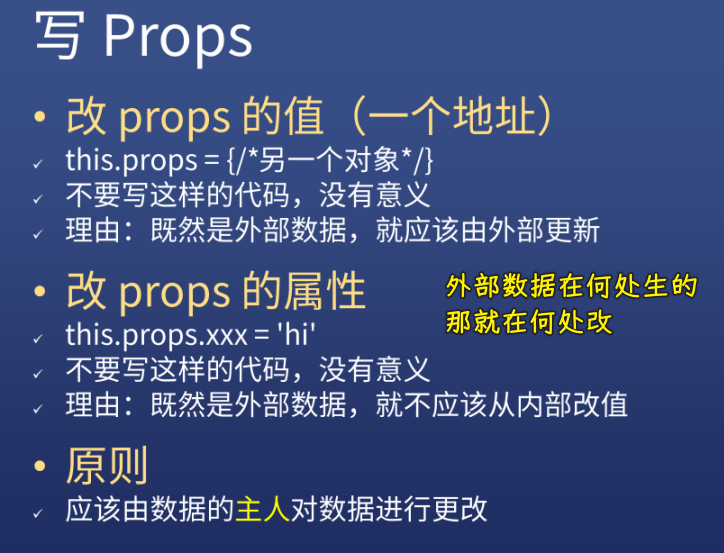 写 Props
• 改 props 的值（一个地址）
✓ this.props = {/*另一个对象*/}
✓ 不要写这样的代码，没有意义
✓ 理由：既然是外部数据，就应该由外部更新
• 改 props 的属性
✓ this.props.xxx = 'hi'
✓ 不要写这样的代码，没有意义
✓ 理由：既然是外部数据，就不应该从内部改值
外部数据在何处生的
那就在何处改
• 原则
✓ 应该由数据的主人对数据进行更改